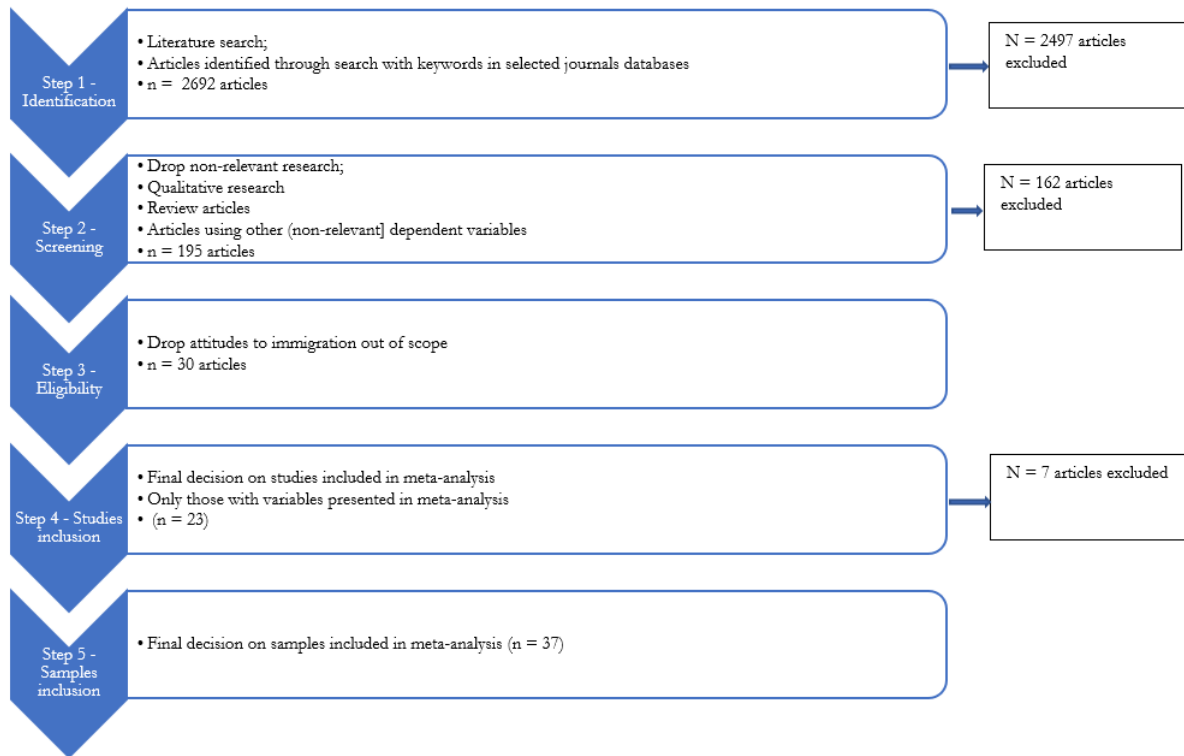 Step 1 -
Identification
• Literature search;
• Articles identified through search with keywords in selected journals databases
• n = 2692 articles
N = 2497 articles
excluded
Step 2 -
Screening
• Drop non-relevant research;
• Qualitative research
• Review articles
• Articles using other (non-relevant] dependent variables
• n = 195 articles
N = 162 articles
excluded
Step 3 -
Eligibility
• Drop attitudes to immigration out of scope
• n = 30 articles
Step 4 - Studies
inclusion
• Final decision on studies included in meta-analysis
• Only those with variables presented in meta-analysis
• (n = 23)
N = 7 articles excluded
Step 5 -
Samples
inclusion
• Final decision on samples included in meta-analysis (n = 37)